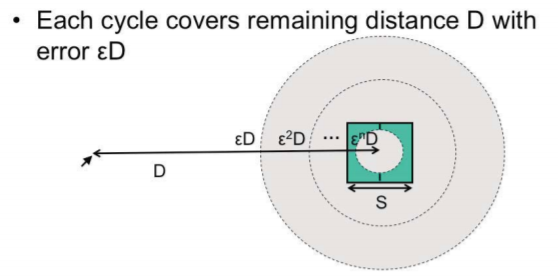 • Each cycle covers remaining distance D with
error εD
εD ε²D ... εⁿD
D
S